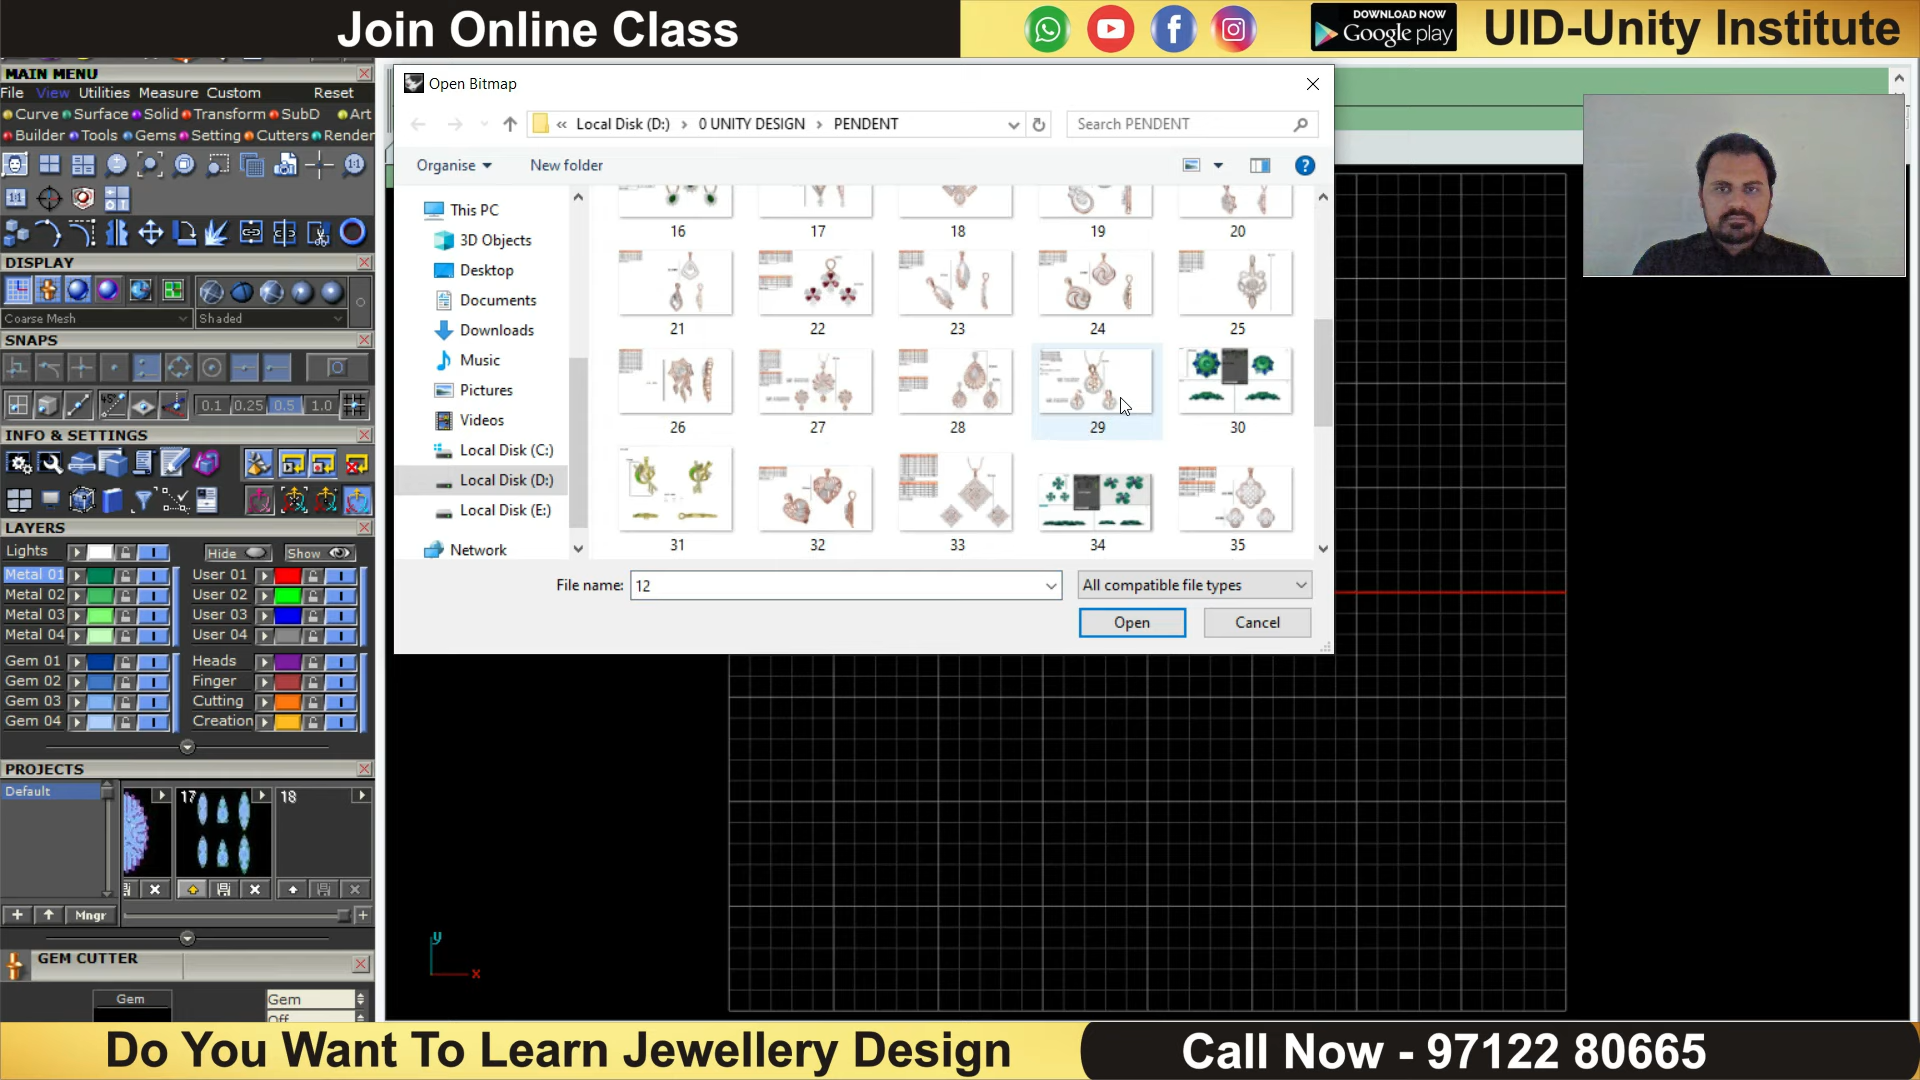 Join Online Class
DOWNLOAD NOW
Google play
UID-Unity Institute
MAIN MENU
File View Utilities Measure Custom Reset
Curve Surface Solid Transform SubD Art
Builder Tools Gems Setting Cutters Render
1:1
1:1
DISPLAY
Coarse Mesh
Shaded
SNAPS
45°
0.1 0.25 0.5 1.0
INFO & SETTINGS
LAYERS
Lights
Hide
Show
Metal 01
User 01
Metal 02
User 02
Metal 03
User 03
Metal 04
User 04
Gem 01
Heads
Gem 02
Finger
Gem 03
Cutting
Gem 04
Creation
PROJECTS
Default
17
18
Mngr
GEM CUTTER
Gem
Gem
Off
Open Bitmap
« Local Disk (D:) › 0 UNITY DESIGN › PENDENT
Search PENDENT
Organise
New folder
This PC
3D Objects
Desktop
Documents
Downloads
Music
Pictures
Videos
Local Disk (C:)
Local Disk (D:)
Local Disk (E:)
Network
16 17 18 19 20
21 22 23 24 25
26 27 28 29 30
31 32 33 34 35
File name: 12
All compatible file types
Open
Cancel
y
x
Do You Want To Learn Jewellery Design
Call Now - 97122 80665